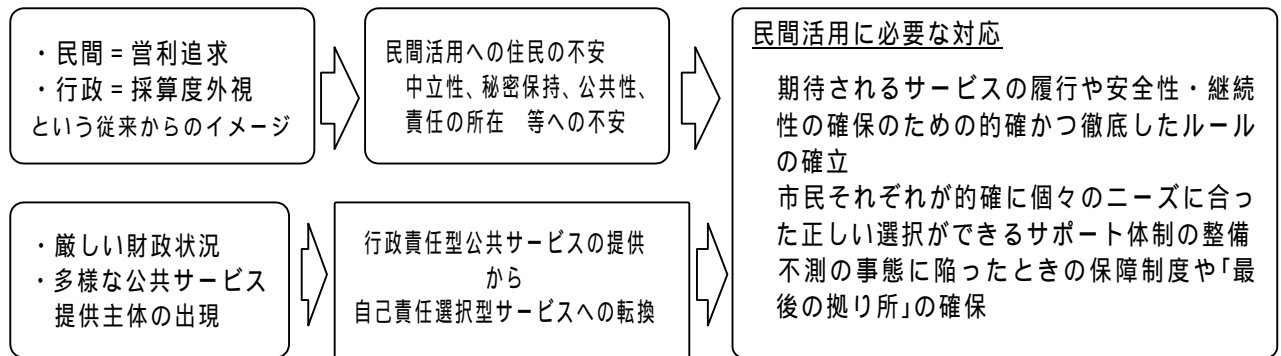 ・民間＝営利追求
・行政＝採算度外視
という従来からのイメージ
民間活用への住民の不安
中立性、秘密保持、公共性、
責任の所在　等への不安
・厳しい財政状況
・多様な公共サービス
提供主体の出現
行政責任型公共サービスの提供
から
自己責任選択型サービスへの転換
民間活用に必要な対応
期待されるサービスの履行や安全性・継続
性の確保のための的確かつ徹底したルール
の確立
市民それぞれが的確に個々のニーズに合っ
た正しい選択ができるサポート体制の整備
不測の事態に陥ったときの保障制度や「最
後の拠り所」の確保